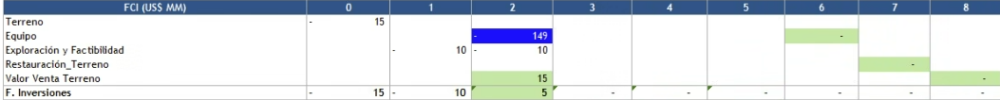 FCI (US$ MM) 0 1 2 3 4 5 6 7 8
Terreno - 15
Equipo - 149 -
Exploración y Factibilidad - 10 - 10
Restauración_Terreno -
Valor Venta Terreno 15 -
F. Inversiones - 15 - 10 5 - - - - - -